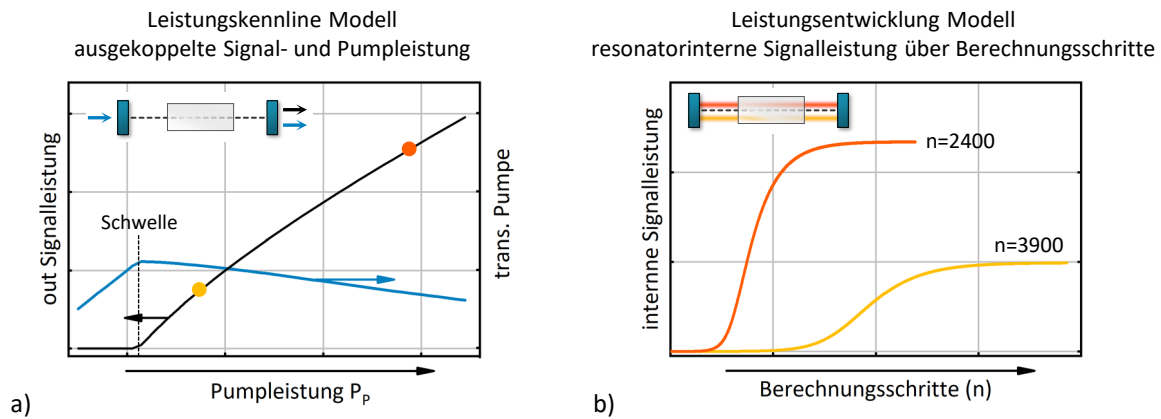 Leistungskennline Modell
ausgekoppelte Signal- und Pumpleistung
out Signalleistung
Schwelle
trans. Pumpe
Pumpleistung P_P
a)
Leistungsentwicklung Modell
resonatorinterne Signalleistung über Berechnungsschritte
internne Signalleistung
n=2400
n=3900
Berechnungsschritte (n)
b)